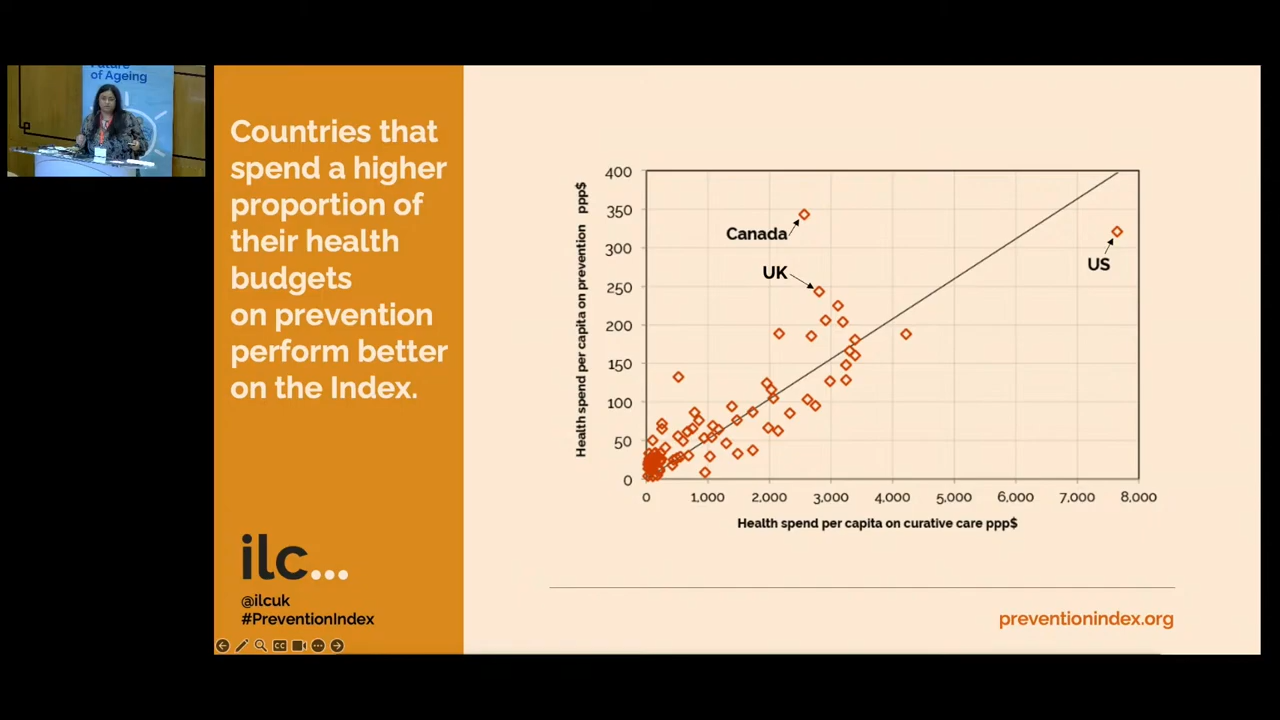 Future
of Ageing
Countries that
spend a higher
proportion of
their health
budgets
on prevention
perform better
on the Index.
ilc...
@ilcuk
#PreventionIndex
Health spend per capita on prevention ppp$
400
350
300
250
200
150
100
50
0
Canada
UK
US
0 1,000 2,000 3,000 4,000 5,000 6,000 7,000 8,000
Health spend per capita on curative care ppp$
preventionindex.org
CC